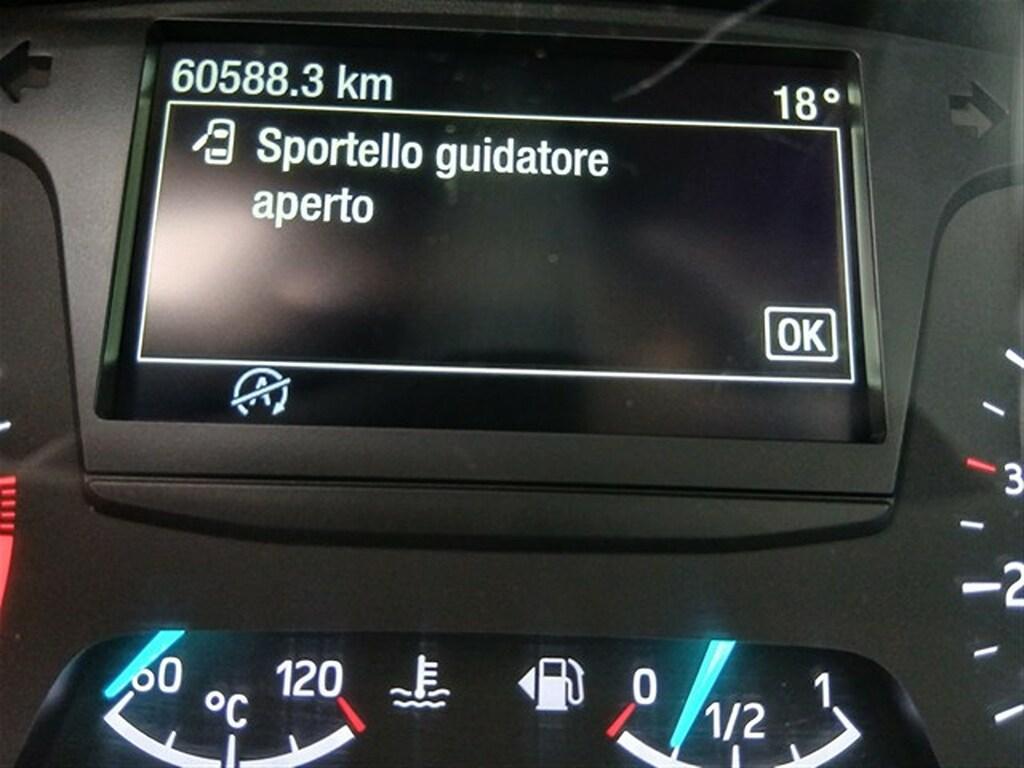 60588.3 km
18°
Sportello guidatore
aperto
OK
A
3
2
60
120
°C
0
1/2
1